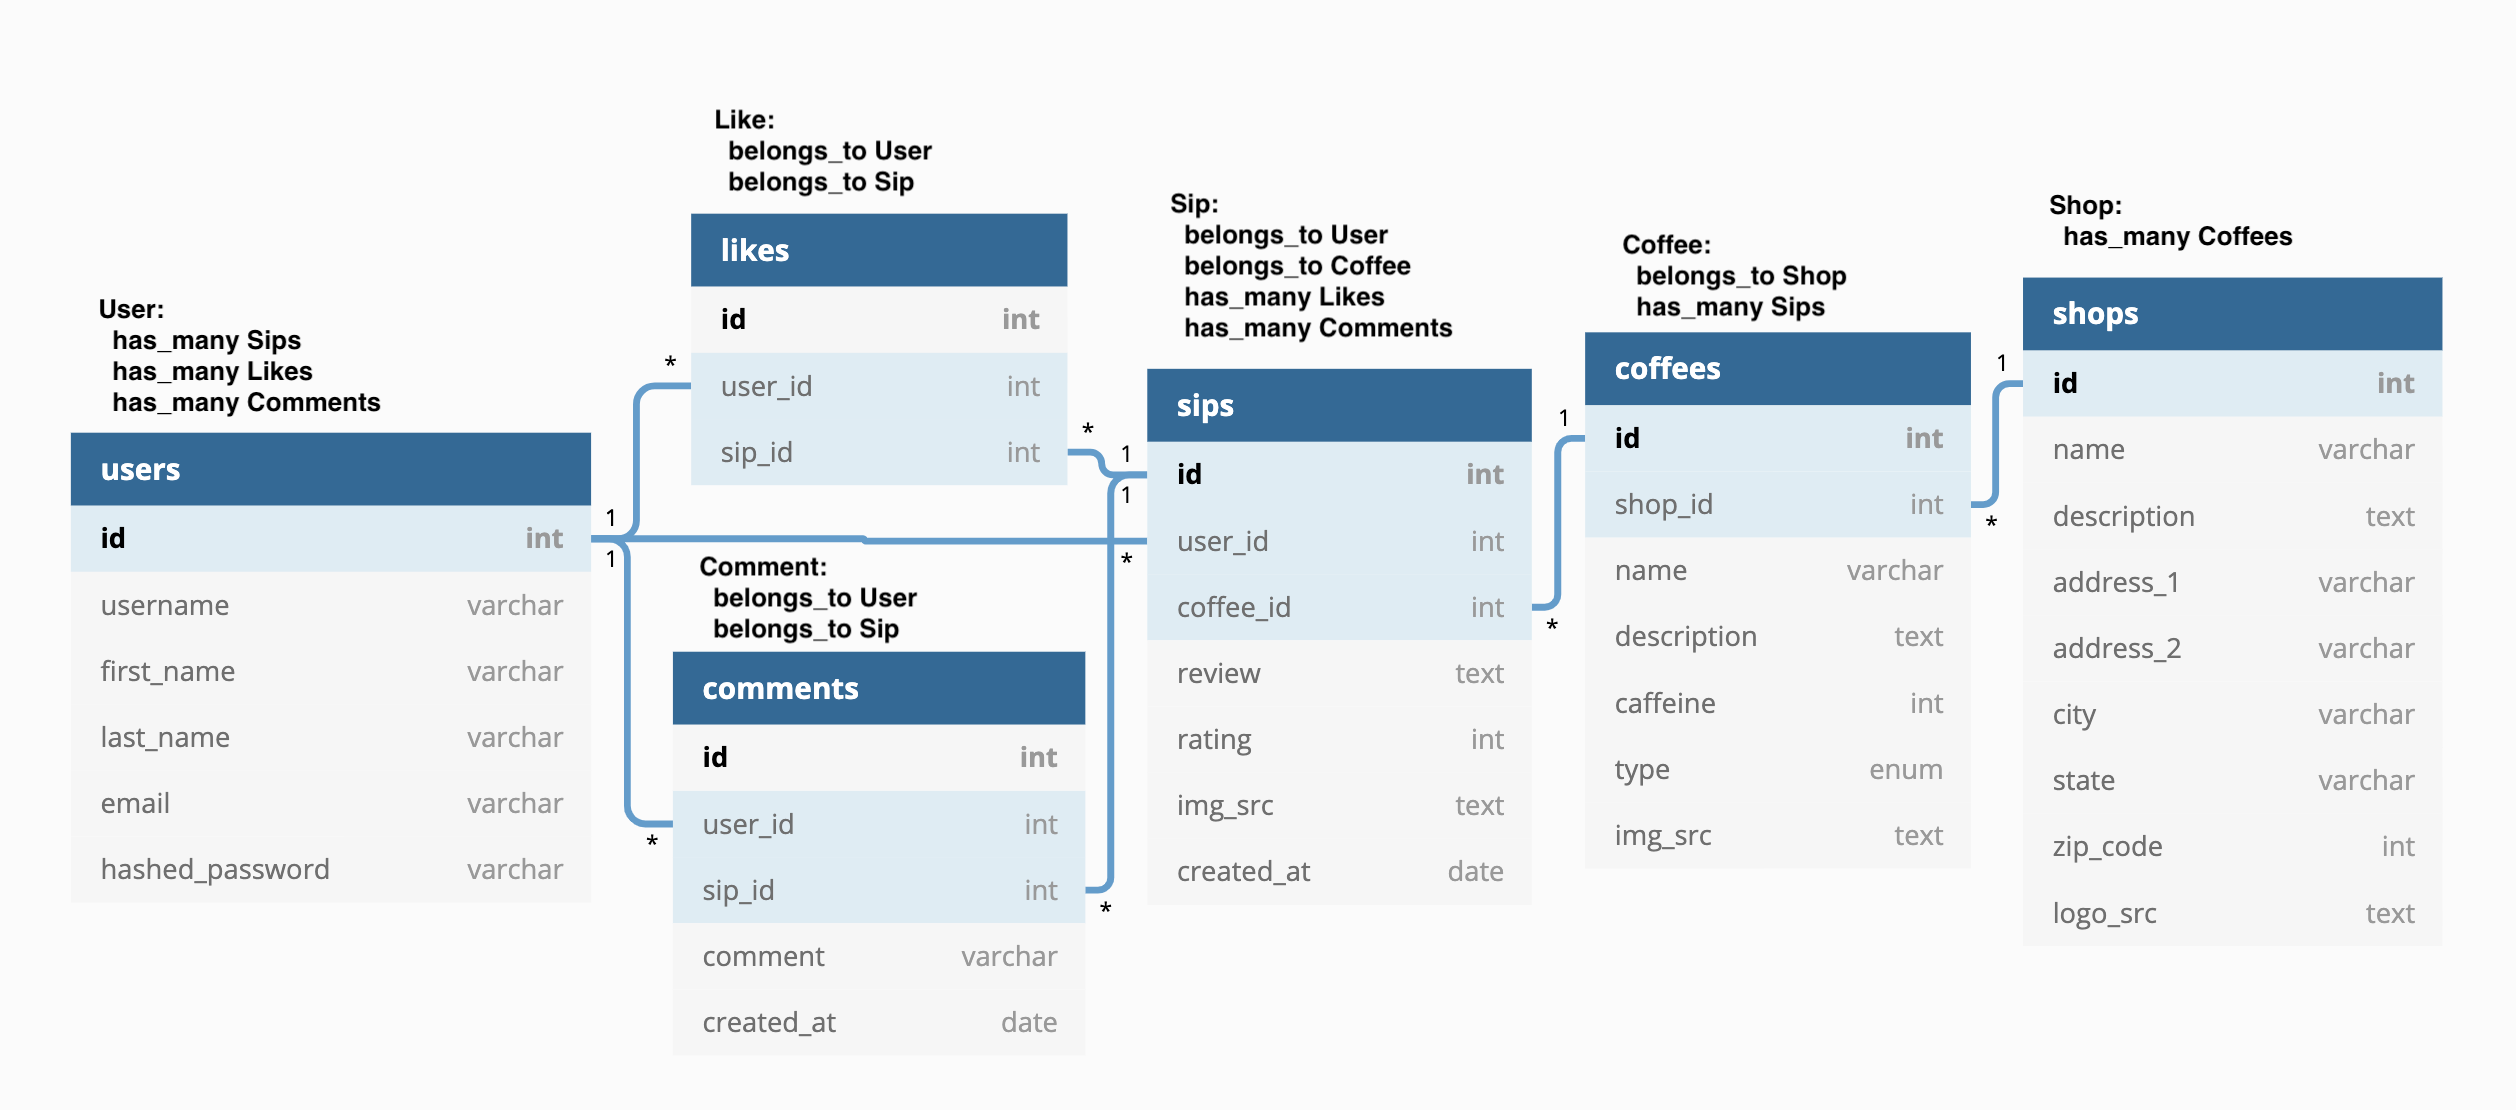 User:
has_many Sips
has_many Likes
has_many Comments
users
id int
username varchar
first_name varchar
last_name varchar
email varchar
hashed_password varchar
1
1
Like:
belongs_to User
belongs_to Sip
likes
id int
* user_id int
sip_id int *
Comment:
belongs_to User
belongs_to Sip
comments
id int
user_id int
*
sip_id int
*
comment varchar
created_at date
Sip:
belongs_to User
belongs_to Coffee
has_many Likes
has_many Comments
sips
1
id int
1
user_id int
*
coffee_id int
*
review text
rating int
img_src text
created_at date
Coffee:
belongs_to Shop
has_many Sips
coffees
1
id int
shop_id int
*
name varchar
description text
caffeine int
type enum
img_src text
Shop:
has_many Coffees
shops
1
id int
name varchar
description text
address_1 varchar
address_2 varchar
city varchar
state varchar
zip_code int
logo_src text